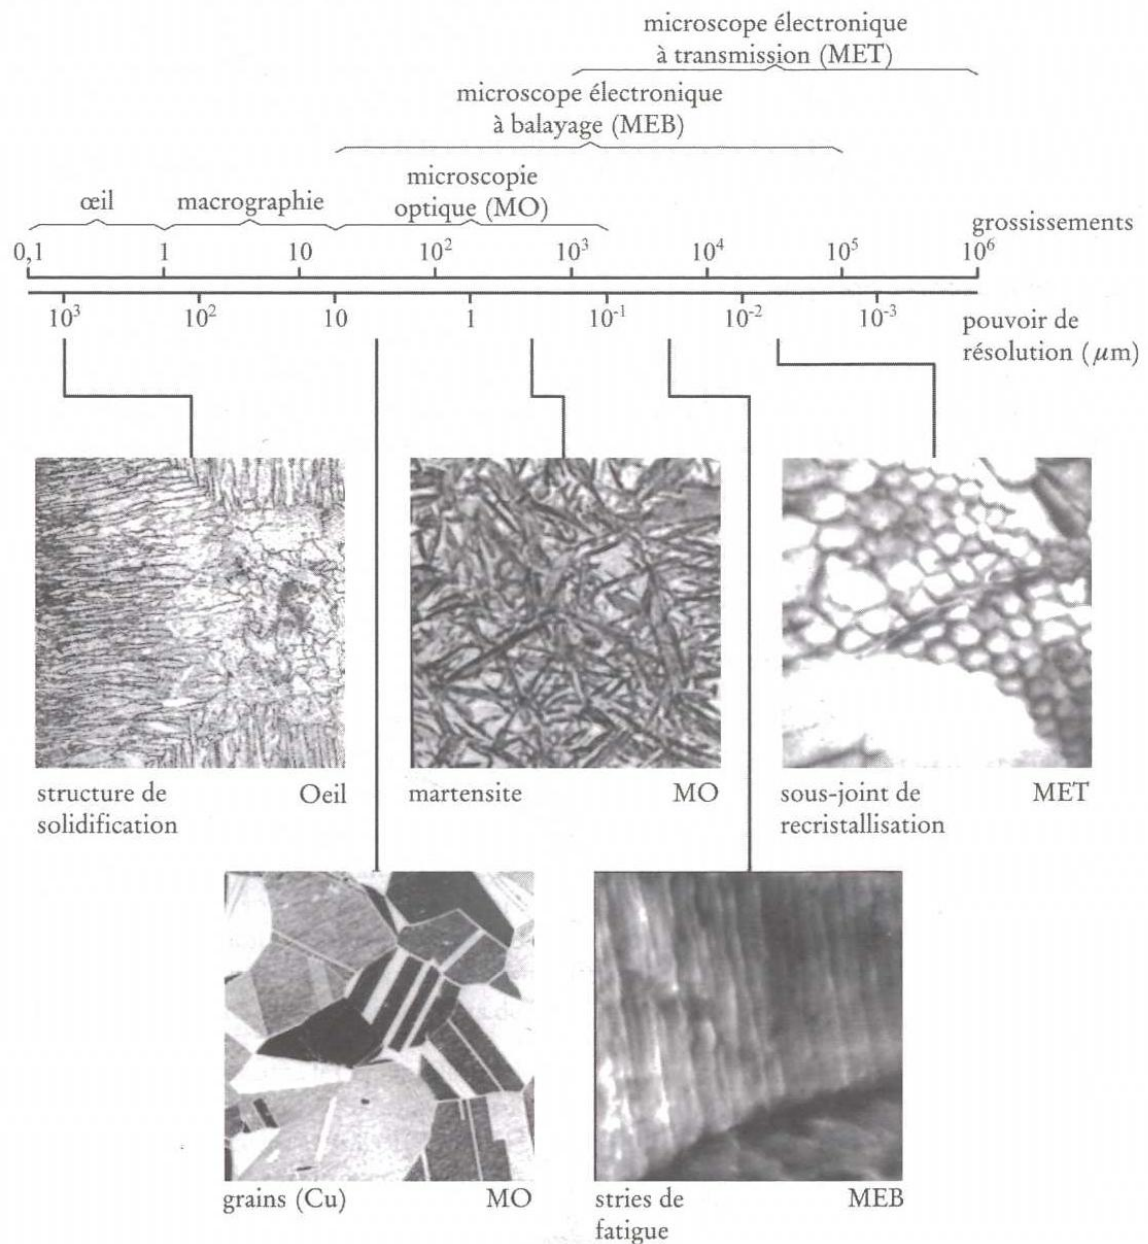 microscope électronique
à transmission (MET)
microscope électronique
à balayage (MEB)
microscopie
optique (MO)
œil
macrographie
grossissements
0,1 1 10 10² 10³ 10⁴ 10⁵ 10⁶
10³ 10² 10 1 10⁻¹ 10⁻² 10⁻³
pouvoir de
résolution (μm)
structure de
solidification
Oeil
martensite
MO
sous-joint de
recristallisation
MET
grains (Cu)
MO
stries de
fatigue
MEB